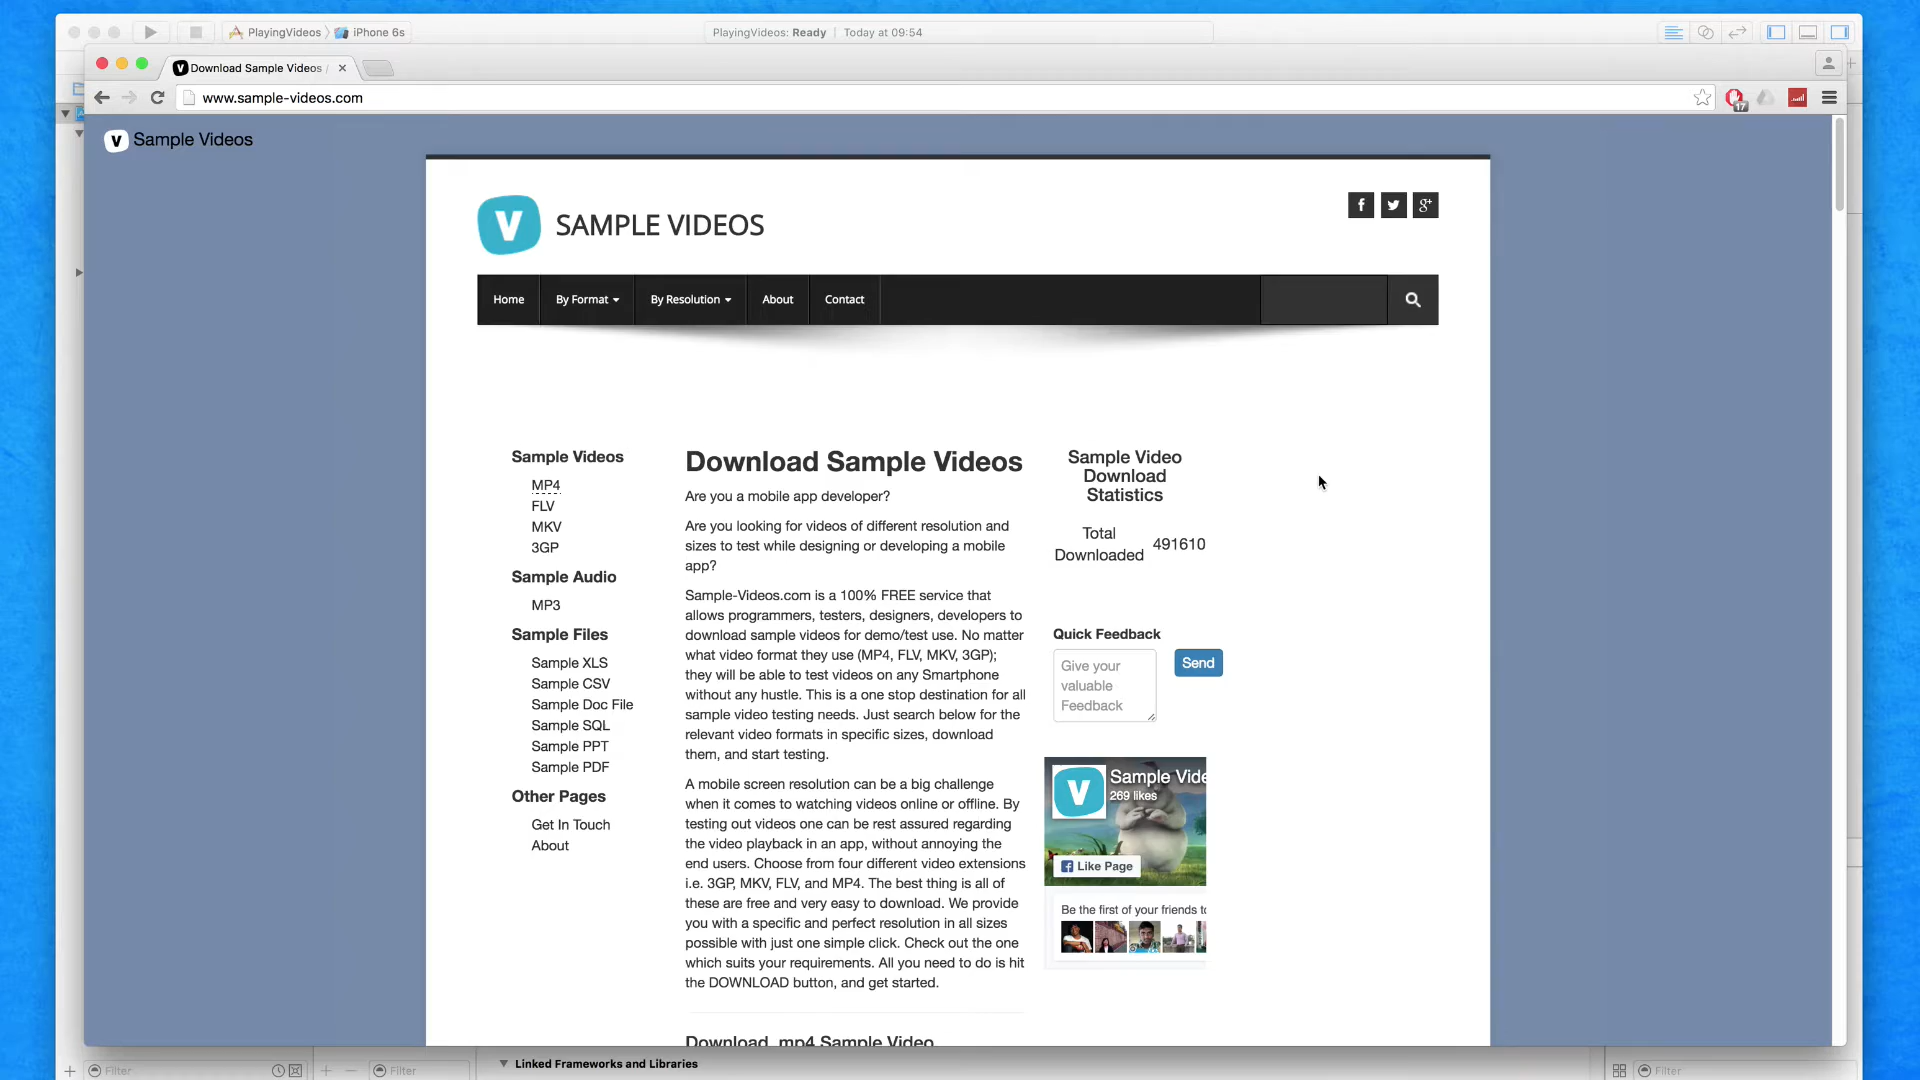 PlayingVideos
iPhone 6s
PlayingVideos: Ready | Today at 09:54
Download Sample Videos /
www.sample-videos.com
17
V Sample Videos
V SAMPLE VIDEOS
f
g+
Home
By Format
By Resolution
About
Contact
Sample Videos
MP4
FLV
MKV
3GP
Sample Audio
MP3
Sample Files
Sample XLS
Sample CSV
Sample Doc File
Sample SQL
Sample PPT
Sample PDF
Other Pages
Get In Touch
About
Download Sample Videos
Are you a mobile app developer?
Are you looking for videos of different resolution and
sizes to test while designing or developing a mobile
app?
Sample-Videos.com is a 100% FREE service that
allows programmers, testers, designers, developers to
download sample videos for demo/test use. No matter
what video format they use (MP4, FLV, MKV, 3GP);
they will be able to test videos on any Smartphone
without any hustle. This is a one stop destination for all
sample video testing needs. Just search below for the
relevant video formats in specific sizes, download
them, and start testing.
A mobile screen resolution can be a big challenge
when it comes to watching videos online or offline. By
testing out videos one can be rest assured regarding
the video playback in an app, without annoying the
end users. Choose from four different video extensions
i.e. 3GP, MKV, FLV, and MP4. The best thing is all of
these are free and very easy to download. We provide
you with a specific and perfect resolution in all sizes
possible with just one simple click. Check out the one
which suits your requirements. All you need to do is hit
the DOWNLOAD button, and get started.
Download .mp4 Sample Video
Sample Video
Download
Statistics
Total
Downloaded
491610
Quick Feedback
Give your
valuable
Feedback
Send
V
Sample Vide
269 likes
f Like Page
Be the first of your friends to
Filter
Filter
Linked Frameworks and Libraries
Filter